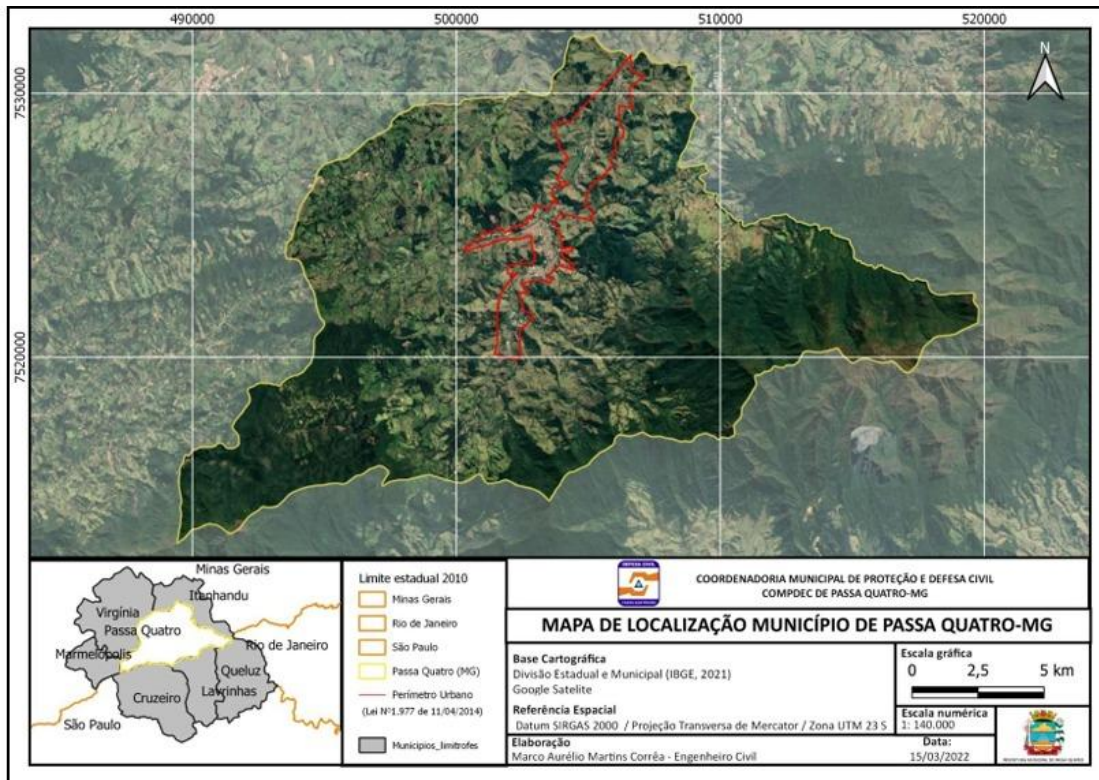 490000
500000
510000
520000
7530000
7520000
N
Minas Gerais
Itanhandu
Virgínia
Passa Quatro
Marmelópolis
Rio de Janeiro
Queluz
Lavrinhas
Cruzeiro
São Paulo
Limite estadual 2010
Minas Gerais
Rio de Janeiro
São Paulo
Passa Quatro (MG)
Perímetro Urbano
(Lei Nº1.977 de 11/04/2014)
Municípios_limítrofes
DEFESA CIVIL
COORDENADORIA MUNICIPAL DE PROTEÇÃO E DEFESA CIVIL
COMPDEC DE PASSA QUATRO-MG
MAPA DE LOCALIZAÇÃO MUNICÍPIO DE PASSA QUATRO-MG
Base Cartográfica
Divisão Estadual e Municipal (IBGE, 2021)
Google Satelite
Referência Espacial
Datum SIRGAS 2000 / Projeção Transversa de Mercator / Zona UTM 23 S
Elaboração
Marco Aurélio Martins Corrêa - Engenheiro Civil
Escala gráfica
0 2,5 5 km
Escala numérica
1: 140.000
Data:
15/03/2022